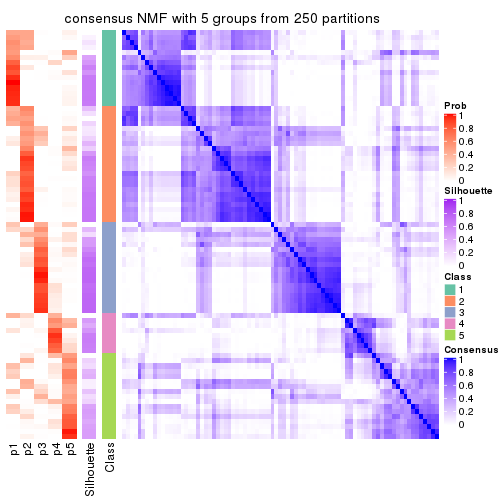 consensus NMF with 5 groups from 250 partitions
Prob
1
0.8
0.6
0.4
0.2
0
Silhouette
1
0.8
0.6
0.4
0.2
0
Class
1
2
3
4
5
Consensus
1
0.8
0.6
0.4
0.2
0
p1
p2
p3
p4
p5
Silhouette
Class